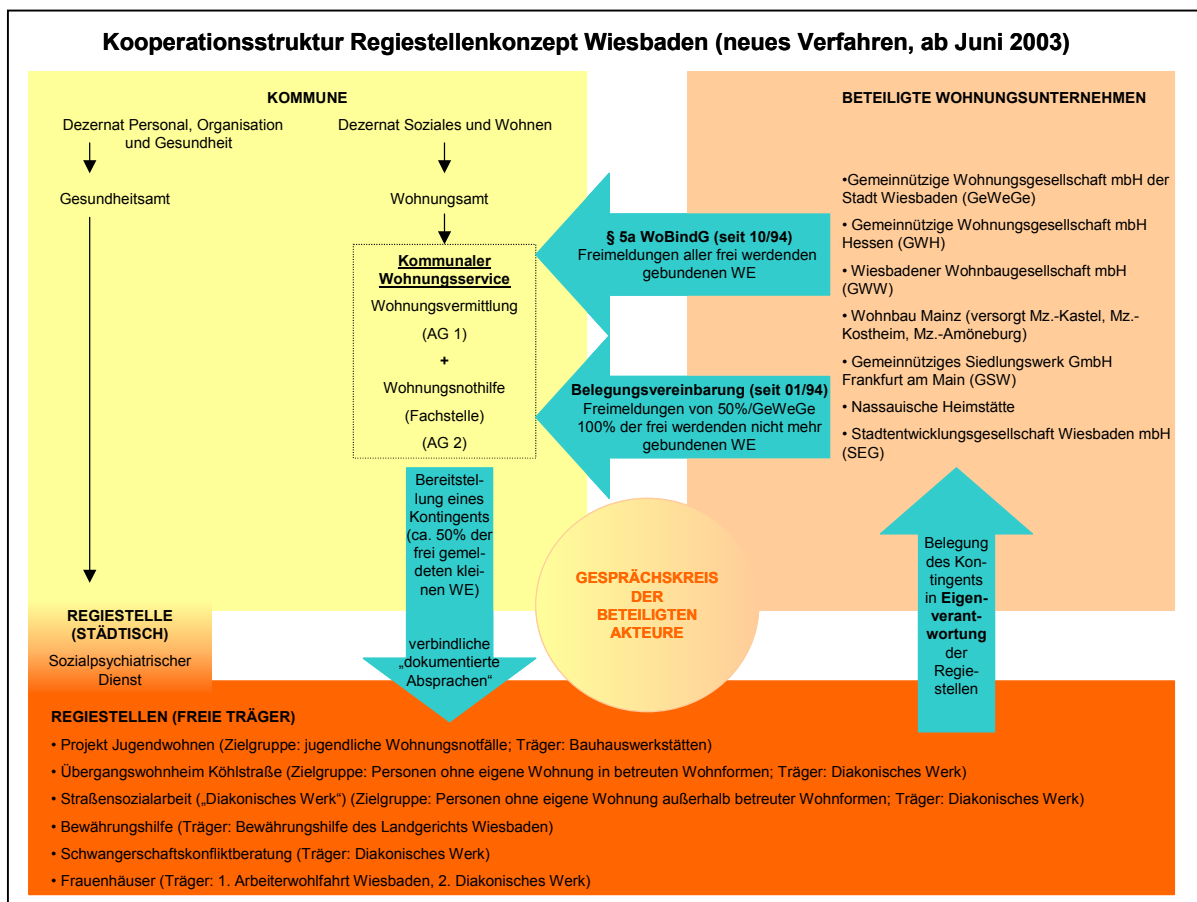 Kooperationsstruktur Regiestellenkonzept Wiesbaden (neues Verfahren, ab Juni 2003)
KOMMUNE
Dezernat Personal, Organisation
und Gesundheit
Gesundheitsamt
Dezernat Soziales und Wohnen
Wohnungsamt
Kommunaler
Wohnungsservice
Wohnungsvermittlung
(AG 1)
+
Wohnungsnothilfe
(Fachstelle)
(AG 2)
§ 5a WoBindG (seit 10/94)
Freimeldungen aller frei werdenden
gebundenen WE
Belegungsvereinbarung (seit 01/94)
Freimeldungen von 50%/GeWeGe
100% der frei werdenden nicht mehr
gebundenen WE
BETEILIGTE WOHNUNGSUNTERNEHMEN
•Gemeinnützige Wohnungsgesellschaft mbH der
Stadt Wiesbaden (GeWeGe)
• Gemeinnützige Wohnungsgesellschaft mbH
Hessen (GWH)
• Wiesbadener Wohnbaugesellschaft mbH
(GWW)
• Wohnbau Mainz (versorgt Mz.-Kastel, Mz.-
Kostheim, Mz.-Amöneburg)
• Gemeinnütziges Siedlungswerk GmbH
Frankfurt am Main (GSW)
• Nassauische Heimstätte
• Stadtentwicklungsgesellschaft Wiesbaden mbH
(SEG)
Bereitstel-
lung eines
Kontingents
(ca. 50% der
frei gemel-
deten klei-
nen WE)
verbindliche
„dokumentierte
Absprachen“
GESPRÄCHSKREIS
DER
BETEILIGTEN
AKTEURE
Belegung
des Kon-
tingents
in Eigen-
verant-
wortung
der
Regie-
stellen
REGIESTELLE
(STÄDTISCH)
Sozialpsychiatrischer
Dienst
REGIESTELLEN (FREIE TRÄGER)
• Projekt Jugendwohnen (Zielgruppe: jugendliche Wohnungsnotfälle; Träger: Bauhauswerkstätten)
• Übergangswohnheim Köhlstraße (Zielgruppe: Personen ohne eigene Wohnung in betreuten Wohnformen; Träger: Diakonisches Werk)
• Straßensozialarbeit („Diakonisches Werk“) (Zielgruppe: Personen ohne eigene Wohnung außerhalb betreuter Wohnformen; Träger: Diakonisches Werk)
• Bewährungshilfe (Träger: Bewährungshilfe des Landgerichts Wiesbaden)
• Schwangerschaftskonfliktberatung (Träger: Diakonisches Werk)
• Frauenhäuser (Träger: 1. Arbeiterwohlfahrt Wiesbaden, 2. Diakonisches Werk)